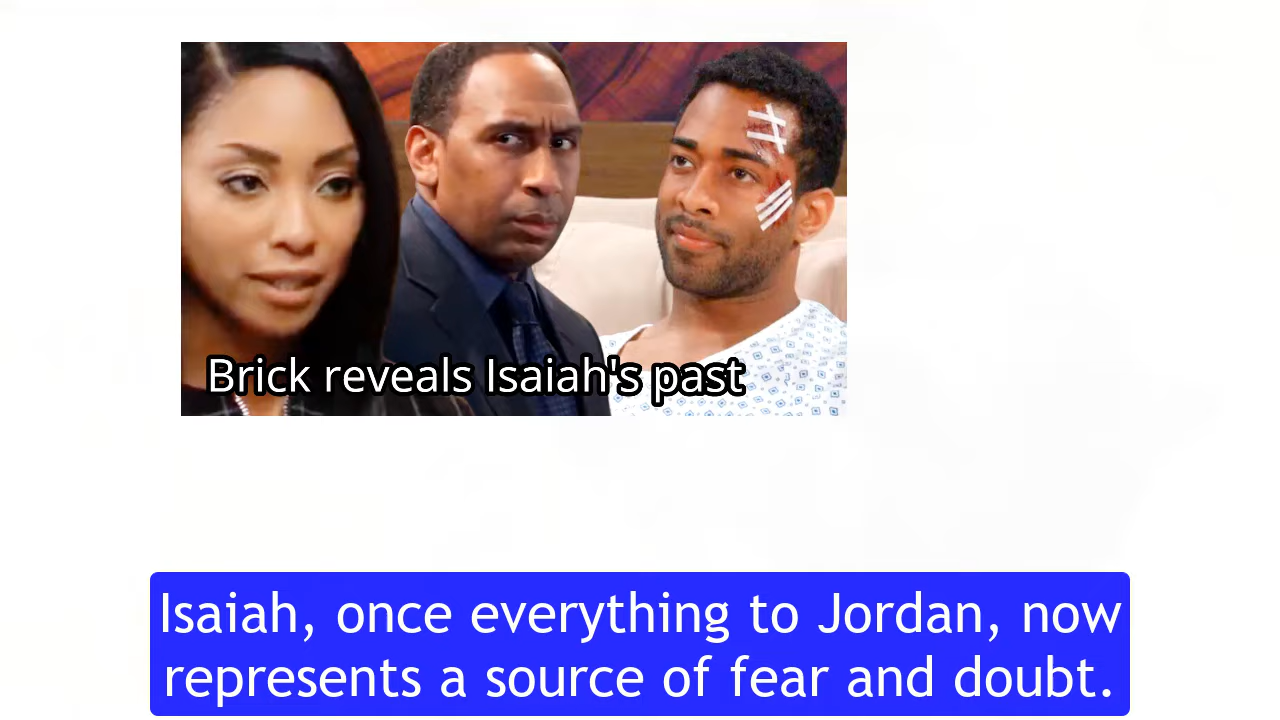 Brick reveals Isaiah's past
Isaiah, once everything to Jordan, now
represents a source of fear and doubt.